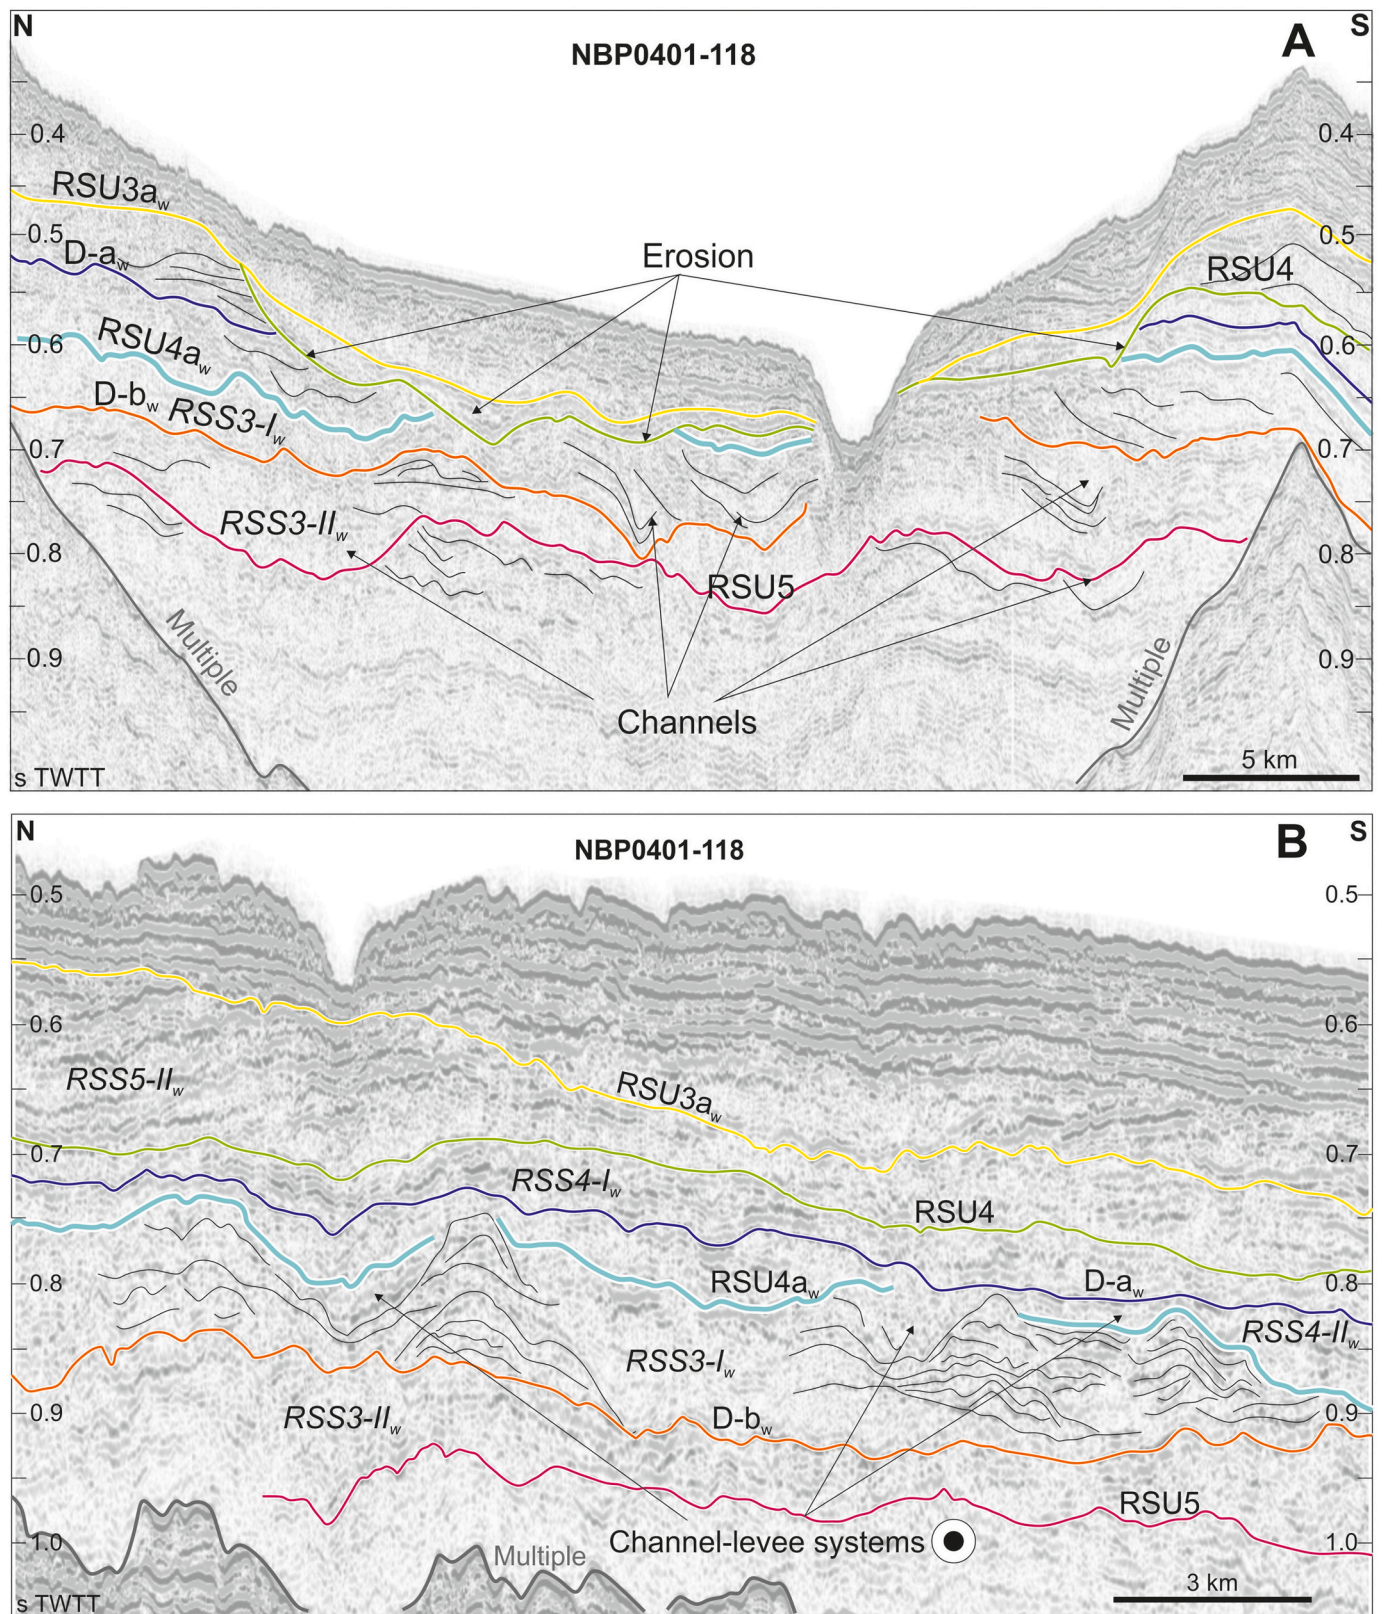 N
NBP0401-118
A
S
0.4
0.4
RSU3aw
0.5
0.5
D-aw
Erosion
RSU4
RSU4aw
0.6
0.6
D-bw
RSS3-Iw
0.7
0.7
RSS3-IIw
0.8
0.8
RSU5
Multiple
Multiple
0.9
0.9
Channels
5 km
s TWTT
N
NBP0401-118
B
S
0.5
0.5
0.6
0.6
RSS5-IIw
RSU3aw
0.7
0.7
RSS4-Iw
RSU4
0.8
RSU4aw
D-aw
0.8
RSS4-IIw
RSS3-Iw
0.9
RSS3-IIw
D-bw
0.9
RSU5
1.0
Channel-levee systems
1.0
Multiple
3 km
s TWTT